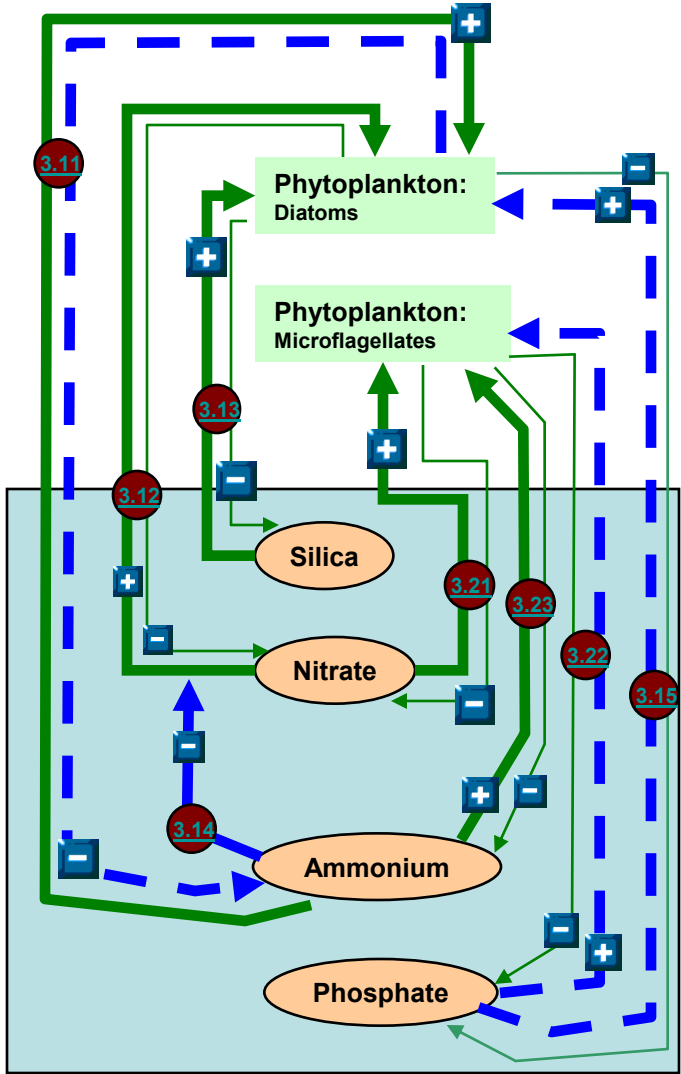 +
3.11
−
Phytoplankton:
Diatoms
+
+
Phytoplankton:
Microflagellates
3.13
+
−
3.12
Silica
+
3.21
3.23
−
Nitrate
3.22
3.15
−
−
+
−
3.14
−
Ammonium
−
+
Phosphate